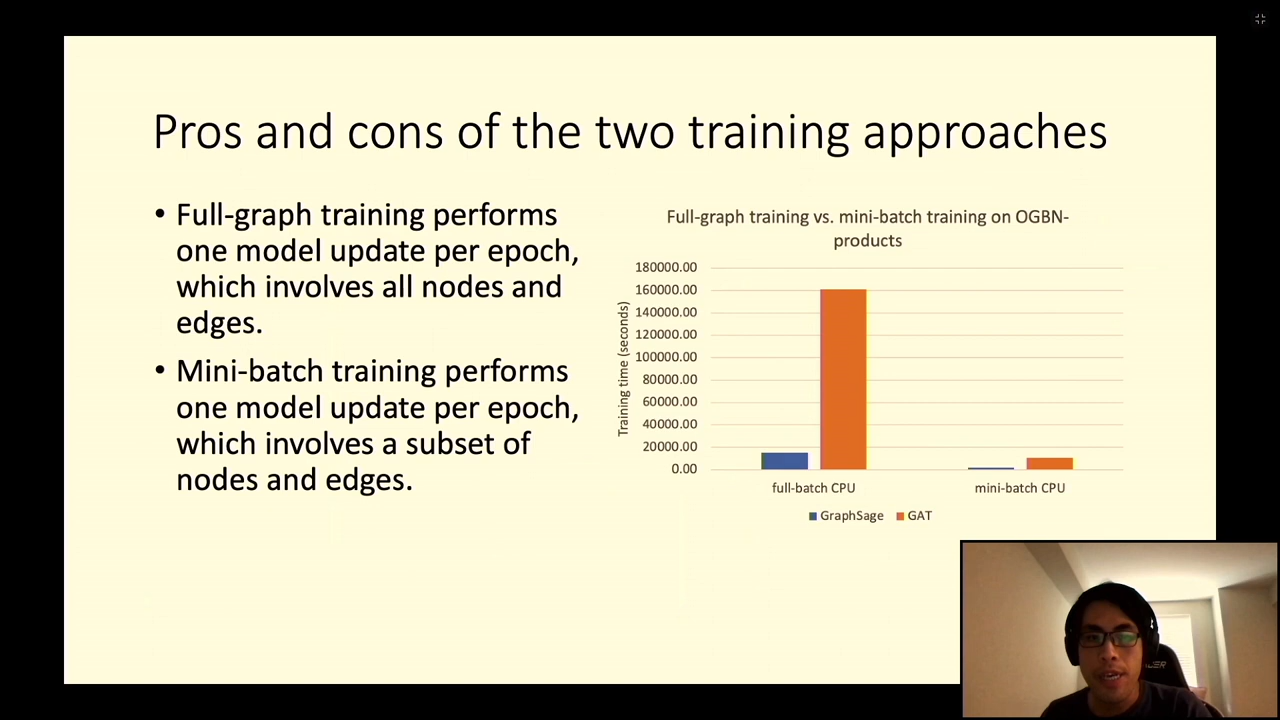 Pros and cons of the two training approaches
• Full-graph training performs
one model update per epoch,
which involves all nodes and
edges.
• Mini-batch training performs
one model update per epoch,
which involves a subset of
nodes and edges.
Full-graph training vs. mini-batch training on OGBN-
products
Training time (seconds)
180000.00
160000.00
140000.00
120000.00
100000.00
80000.00
60000.00
40000.00
20000.00
0.00
full-batch CPU
mini-batch CPU
GraphSage
GAT